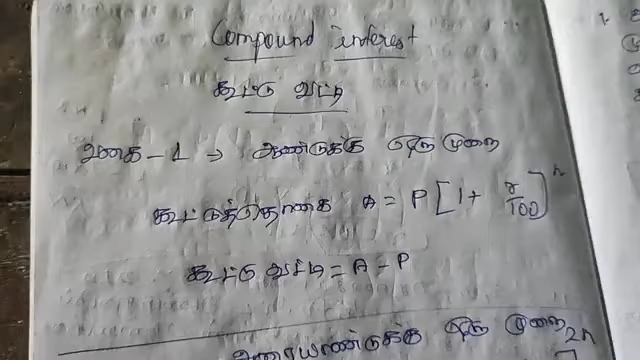 Compound interest
கூட்டு வட்டி
வகை - 1 → ஆண்டுக்கு ஒரு முறை
கூட்டுத்தொகை A = P [1 + r/100]^n
கூட்டு வட்டி = A - P
அரையாண்டுக்கு ஒரு முறை
2n